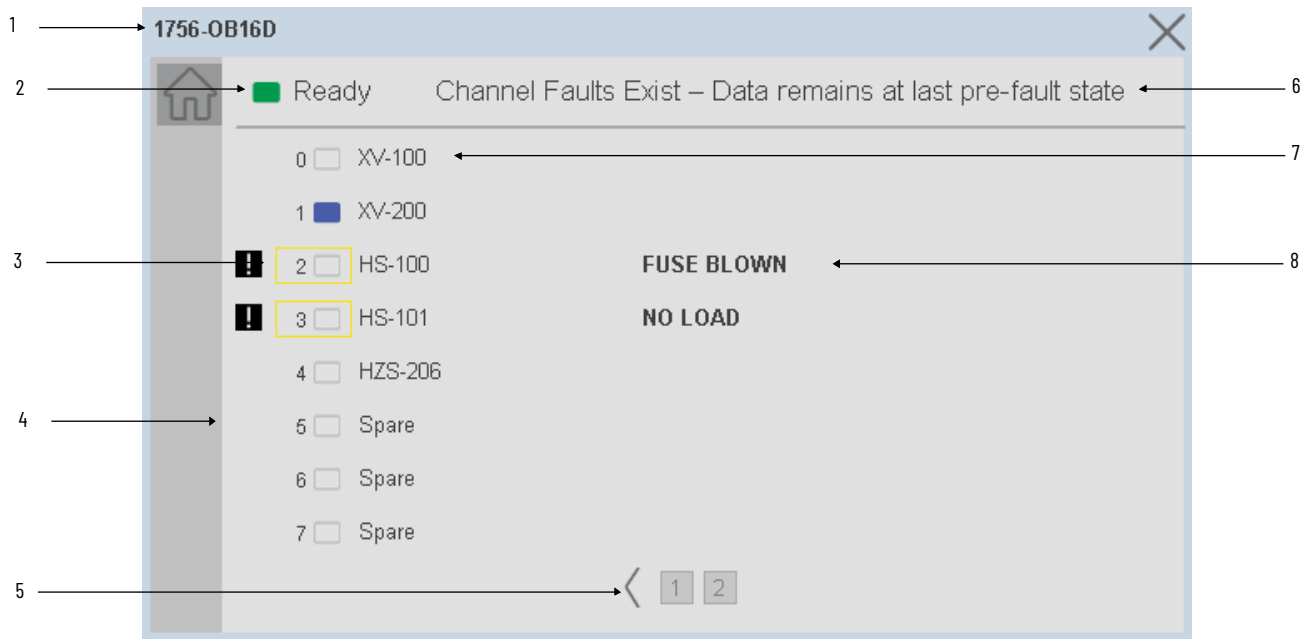 1
1756-OB16D
2
Ready
Channel Faults Exist – Data remains at last pre-fault state
6
0 XV-100
7
1 XV-200
3
2 HS-100
FUSE BLOWN
8
3 HS-101
NO LOAD
4 HZS-206
4
5 Spare
6 Spare
7 Spare
5
1 2